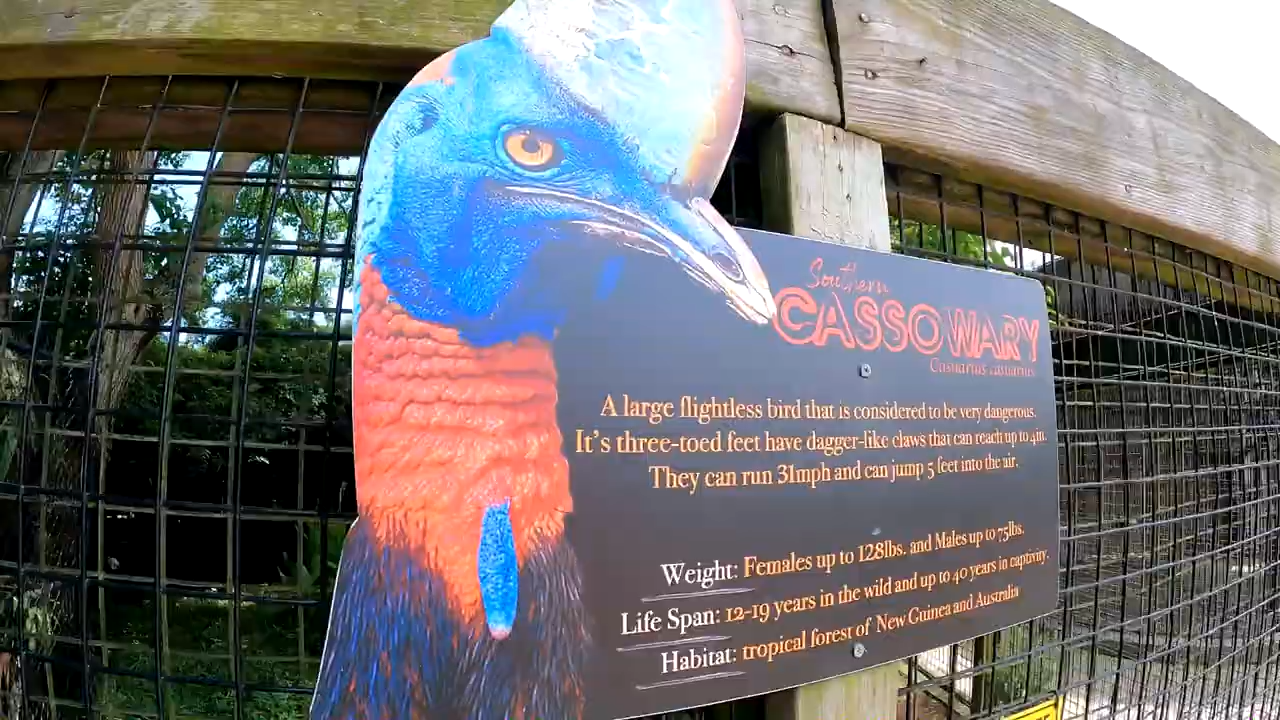 Southern
CASSOWARY
Casuarius casuarius
A large flightless bird that is considered to be very dangerous.
It's three-toed feet have dagger-like claws that can reach up to 4in.
They can run 31mph and can jump 5 feet into the air.
Weight: Females up to 128lbs. and Males up to 75lbs.
Life Span: 12-19 years in the wild and up to 40 years in captivity.
Habitat: tropical forest of New Guinea and Australia